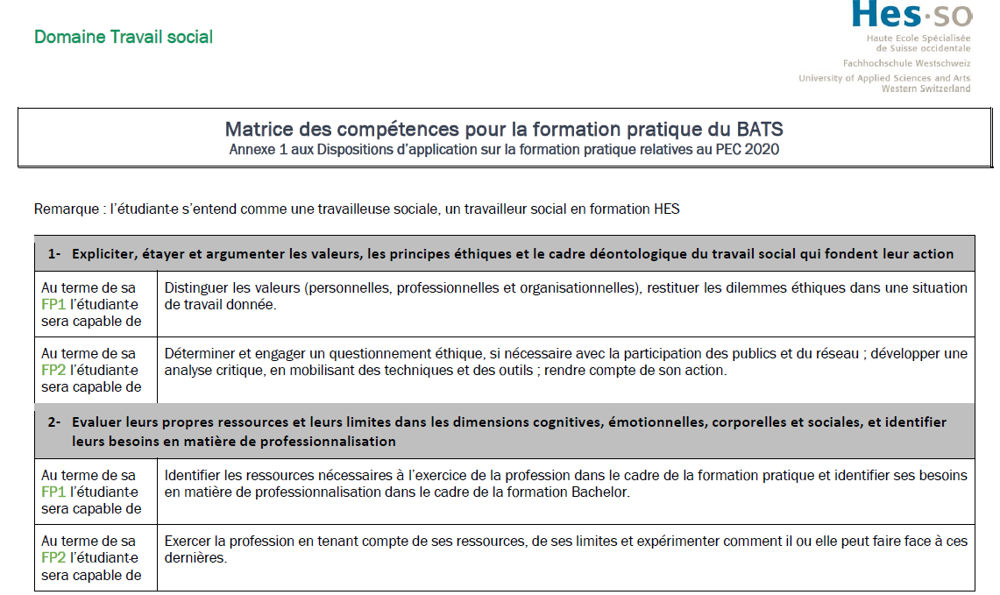 Domaine Travail social
Hes·so
Haute Ecole Spécialisée
de Suisse occidentale
Fachhochschule Westschweiz
University of Applied Sciences and Arts
Western Switzerland
Matrice des compétences pour la formation pratique du BATS
Annexe 1 aux Dispositions d'application sur la formation pratique relatives au PEC 2020
Remarque : l'étudiant·e s'entend comme une travailleuse sociale, un travailleur social en formation HES
1- Expliciter, étayer et argumenter les valeurs, les principes éthiques et le cadre déontologique du travail social qui fondent leur action
Au terme de sa
FP1 l'étudiant·e
sera capable de
Distinguer les valeurs (personnelles, professionnelles et organisationnelles), restituer les dilemmes éthiques dans une situation
de travail donnée.
Au terme de sa
FP2 l'étudiant·e
sera capable de
Déterminer et engager un questionnement éthique, si nécessaire avec la participation des publics et du réseau ; développer une
analyse critique, en mobilisant des techniques et des outils ; rendre compte de son action.
2- Evaluer leurs propres ressources et leurs limites dans les dimensions cognitives, émotionnelles, corporelles et sociales, et identifier
leurs besoins en matière de professionnalisation
Au terme de sa
FP1 l'étudiant·e
sera capable de
Identifier les ressources nécessaires à l'exercice de la profession dans le cadre de la formation pratique et identifier ses besoins
en matière de professionnalisation dans le cadre de la formation Bachelor.
Au terme de sa
FP2 l'étudiant·e
sera capable de
Exercer la profession en tenant compte de ses ressources, de ses limites et expérimenter comment il ou elle peut faire face à ces
dernières.